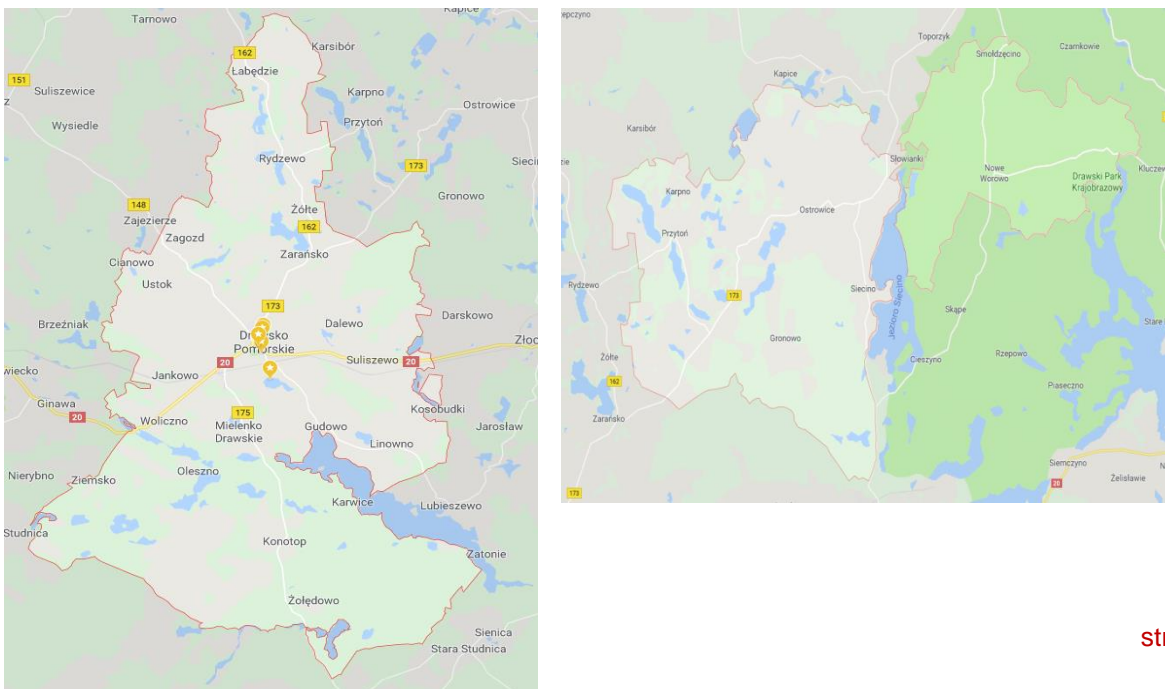 Tarnowo
Kapice
162
Karsibór
Łabędzie
151
Suliszewice
Karpno
Ostrowice
Wysiedle
Przytoń
Rydzewo
173
148
Gronowo
Żółte
Zajezierze
162
Zagozd
Zarańsko
Cianowo
Ustok
173
Brzeźniak
Dalewo
Darskowo
Pomorskie
20
Suliszewo
20
Jankowo
Ginawa
20
Woliczno
175
Kosobudki
Mielenko
Drawskie
Gudowo
Jarosław
Linowno
Oleszno
Nierybno
Ziemsko
Karwice
Lubieszewo
Studnica
Konotop
Zatonie
Żołędowo
Sienica
Stara Studnica
Toporzyk
Smołdzęcino
Czarnkowie
Kapice
Karsibór
Słowianki
Nowe
Worowo
Drawski Park
Krajobrazowy
Karpno
Ostrowice
Przytoń
Rydzewo
Siecino
Jezioro Siecino
173
Skąpe
Gronowo
Żółte
Cieszyno
Rzepowo
162
Piaseczno
Zarańsko
Siemczyno
20
Żelisławie
173